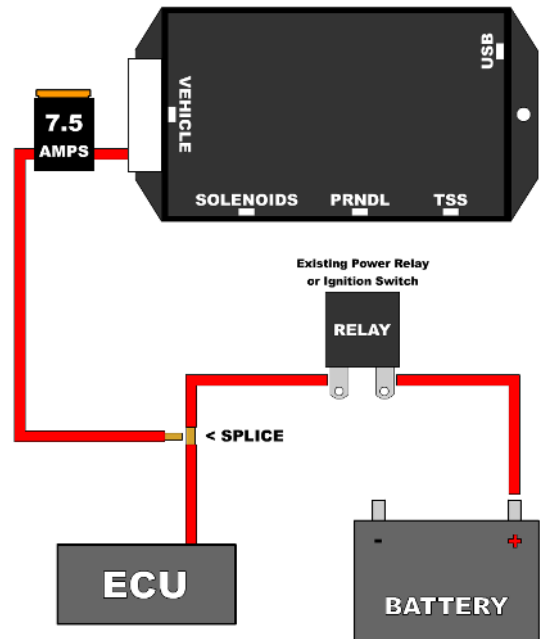 USB
VEHICLE
7.5
AMPS
SOLENOIDS PRNDL TSS
Existing Power Relay
or Ignition Switch
RELAY
< SPLICE
- +
ECU
BATTERY